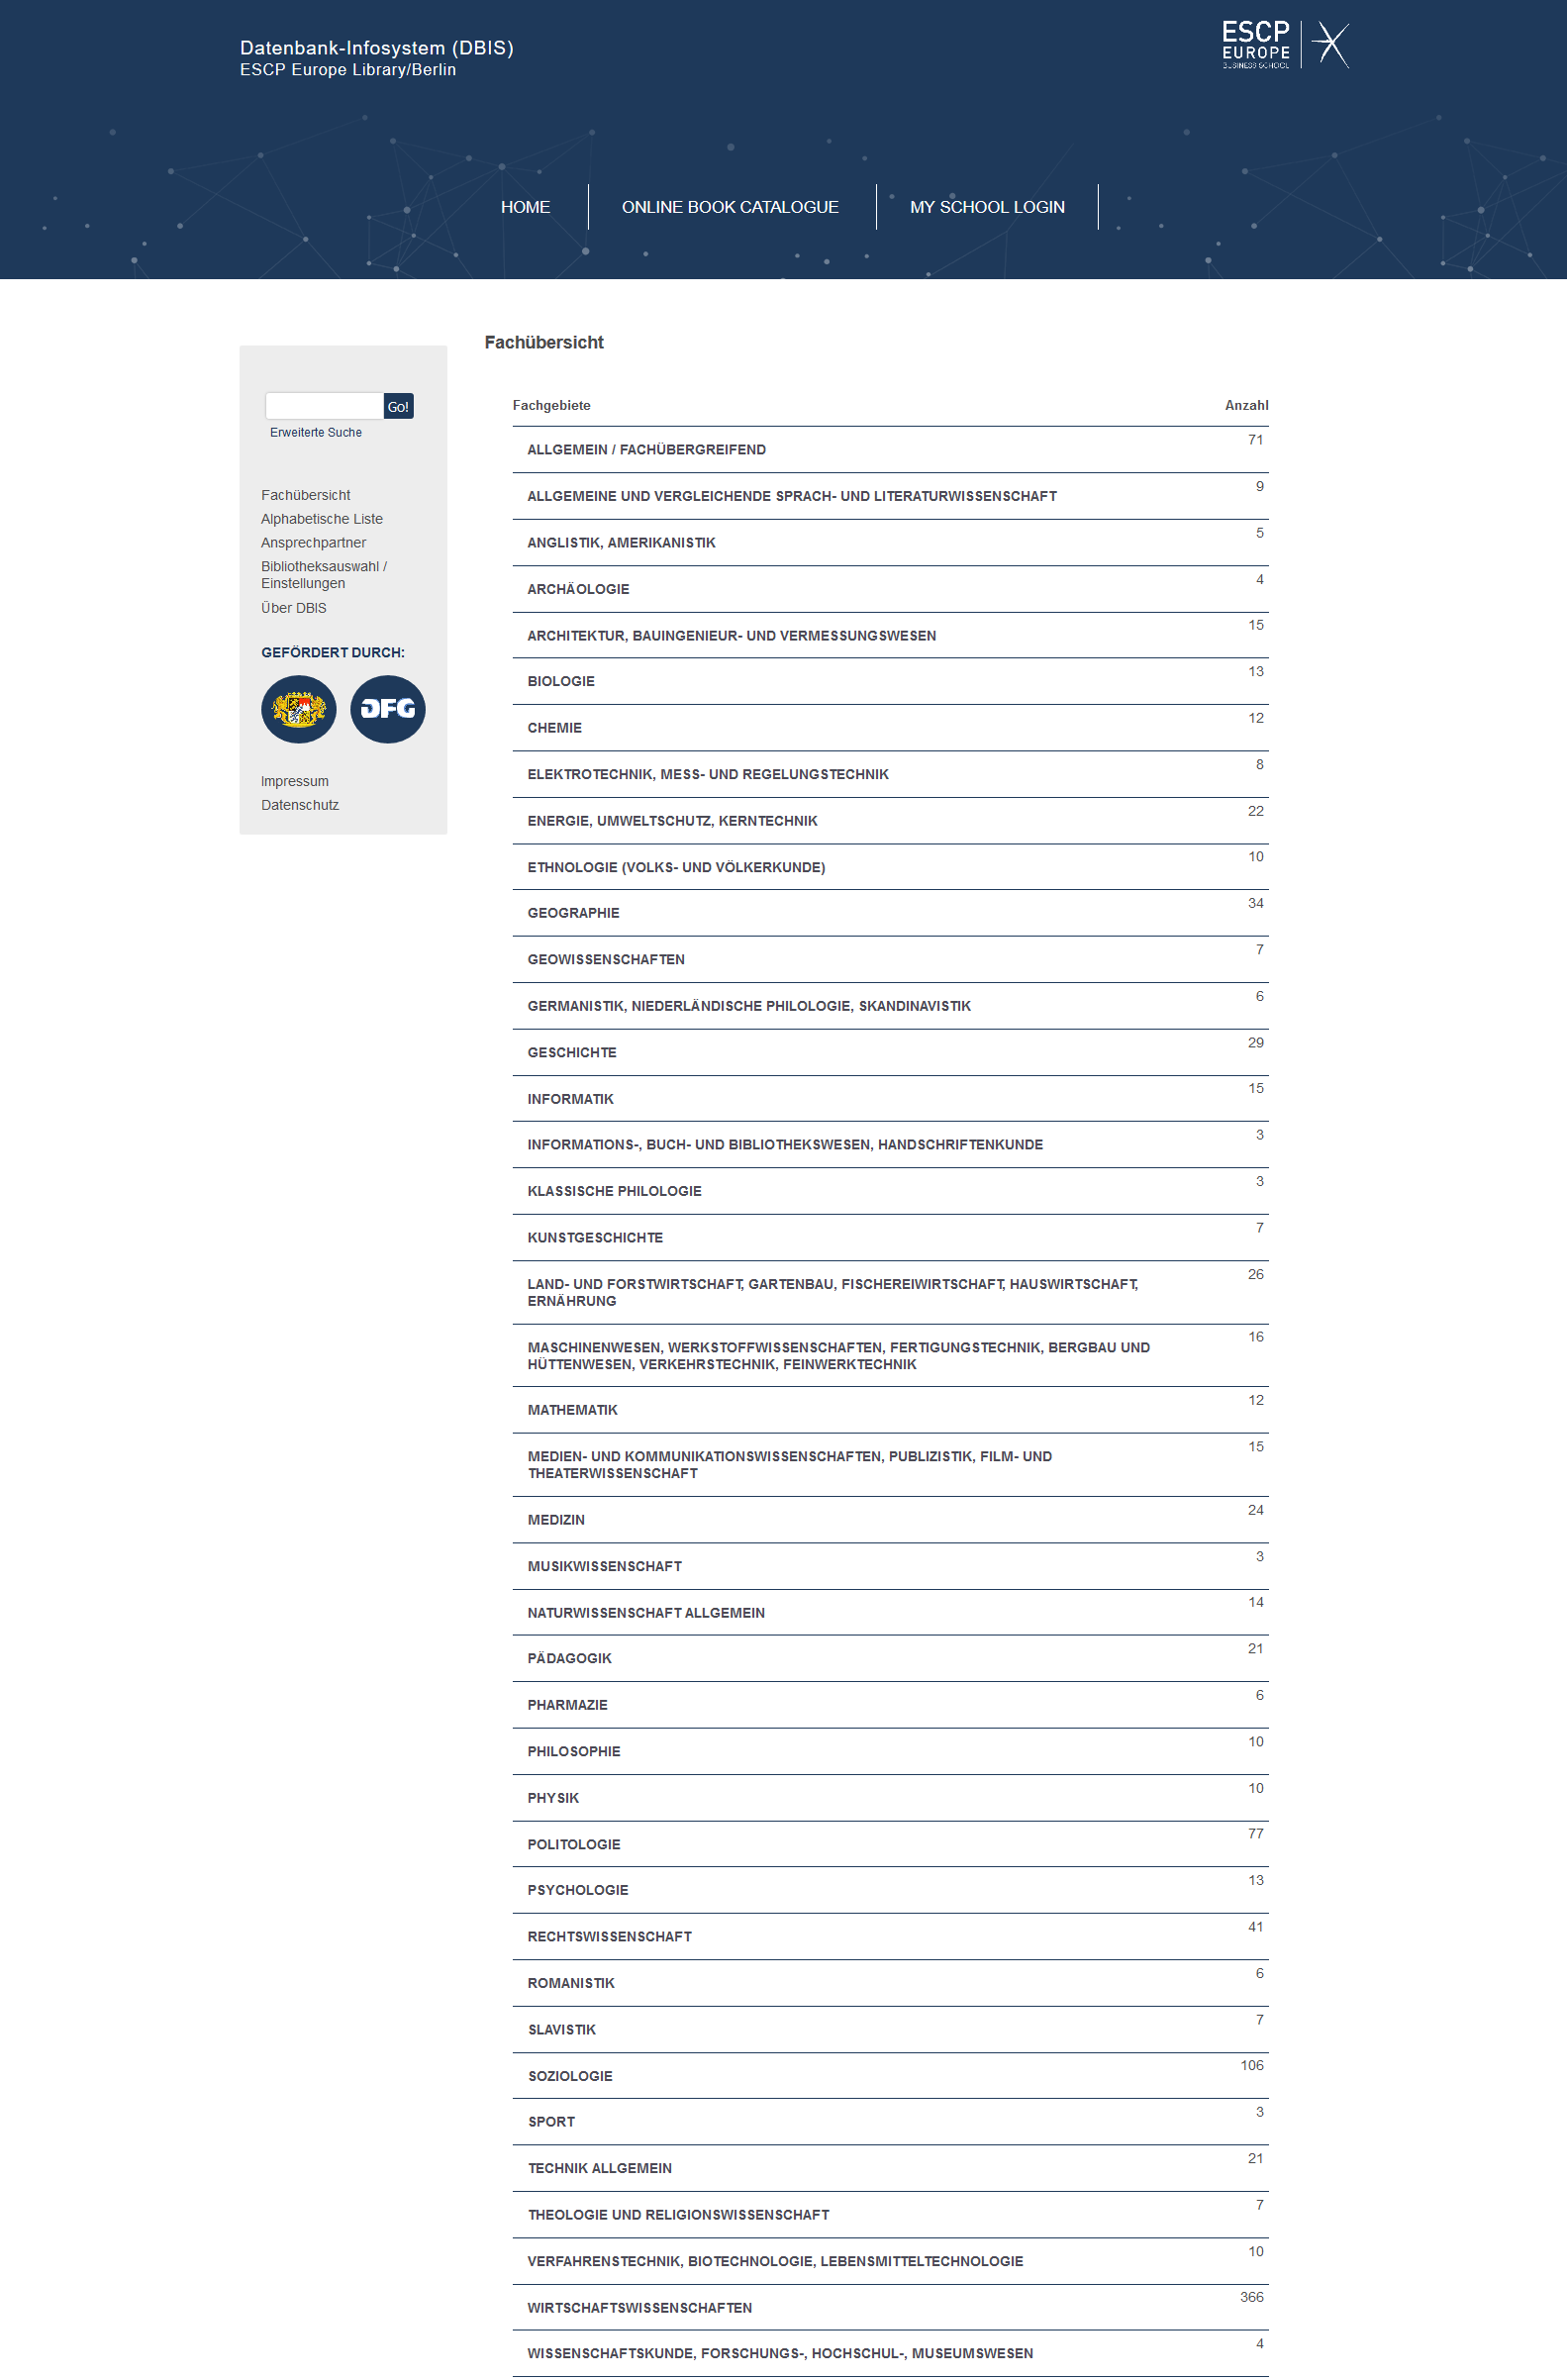 Datenbank-Infosystem (DBIS)
ESCP Europe Library/Berlin
ESCP
EUROPE
BUSINESS SCHOOL
HOME
ONLINE BOOK CATALOGUE
MY SCHOOL LOGIN
Go!
Erweiterte Suche
Fachübersicht
Alphabetische Liste
Ansprechpartner
Bibliotheksauswahl /
Einstellungen
Über DBIS
GEFÖRDERT DURCH:
DFG
Impressum
Datenschutz
Fachübersicht
Fachgebiete Anzahl
ALLGEMEIN / FACHÜBERGREIFEND 71
ALLGEMEINE UND VERGLEICHENDE SPRACH- UND LITERATURWISSENSCHAFT 9
ANGLISTIK, AMERIKANISTIK 5
ARCHÄOLOGIE 4
ARCHITEKTUR, BAUINGENIEUR- UND VERMESSUNGSWESEN 15
BIOLOGIE 13
CHEMIE 12
ELEKTROTECHNIK, MESS- UND REGELUNGSTECHNIK 8
ENERGIE, UMWELTSCHUTZ, KERNTECHNIK 22
ETHNOLOGIE (VOLKS- UND VÖLKERKUNDE) 10
GEOGRAPHIE 34
GEOWISSENSCHAFTEN 7
GERMANISTIK, NIEDERLÄNDISCHE PHILOLOGIE, SKANDINAVISTIK 6
GESCHICHTE 29
INFORMATIK 15
INFORMATIONS-, BUCH- UND BIBLIOTHEKSWESEN, HANDSCHRIFTENKUNDE 3
KLASSISCHE PHILOLOGIE 3
KUNSTGESCHICHTE 7
LAND- UND FORSTWIRTSCHAFT, GARTENBAU, FISCHEREIWIRTSCHAFT, HAUSWIRTSCHAFT, 26
ERNÄHRUNG
MASCHINENWESEN, WERKSTOFFWISSENSCHAFTEN, FERTIGUNGSTECHNIK, BERGBAU UND 16
HÜTTENWESEN, VERKEHRSTECHNIK, FEINWERKTECHNIK
MATHEMATIK 12
MEDIEN- UND KOMMUNIKATIONSWISSENSCHAFTEN, PUBLIZISTIK, FILM- UND 15
THEATERWISSENSCHAFT
MEDIZIN 24
MUSIKWISSENSCHAFT 3
NATURWISSENSCHAFT ALLGEMEIN 14
PÄDAGOGIK 21
PHARMAZIE 6
PHILOSOPHIE 10
PHYSIK 10
POLITOLOGIE 77
PSYCHOLOGIE 13
RECHTSWISSENSCHAFT 41
ROMANISTIK 6
SLAVISTIK 7
SOZIOLOGIE 106
SPORT 3
TECHNIK ALLGEMEIN 21
THEOLOGIE UND RELIGIONSWISSENSCHAFT 7
VERFAHRENSTECHNIK, BIOTECHNOLOGIE, LEBENSMITTELTECHNOLOGIE 10
WIRTSCHAFTSWISSENSCHAFTEN 366
WISSENSCHAFTSKUNDE, FORSCHUNGS-, HOCHSCHUL-, MUSEUMSWESEN 4